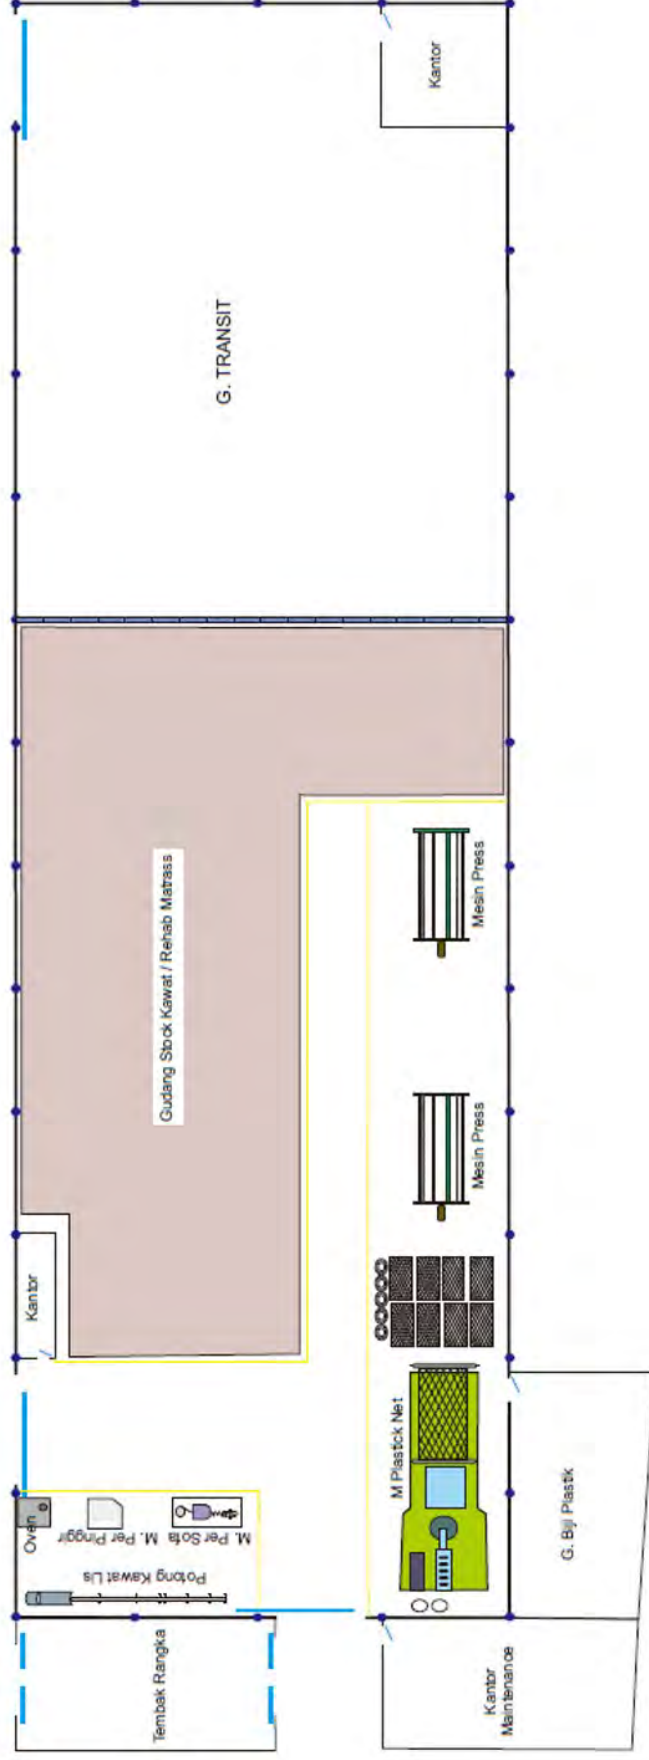 Kantor
G. TRANSIT
Gudang Stock Kawat / Rehab Matrass
Mesin Press
Mesin Press
Kantor
M Plastick Net
Oven
M. Per Pinggir
M. Per Sofa
Potong Kawat Lis
G. Biji Plastik
Tembak Rangka
Kantor
Maintenance